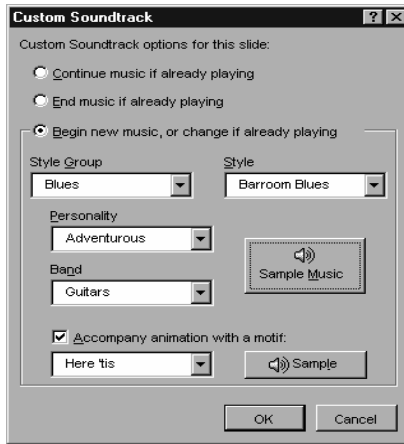 Custom Soundtrack
Custom Soundtrack options for this slide:
Continue music if already playing
End music if already playing
Begin new music, or change if already playing
Style Group Style
Blues Barroom Blues
Personality
Adventurous
Sample Music
Band
Guitars
Accompany animation with a motif:
Here 'tis Sample
OK Cancel